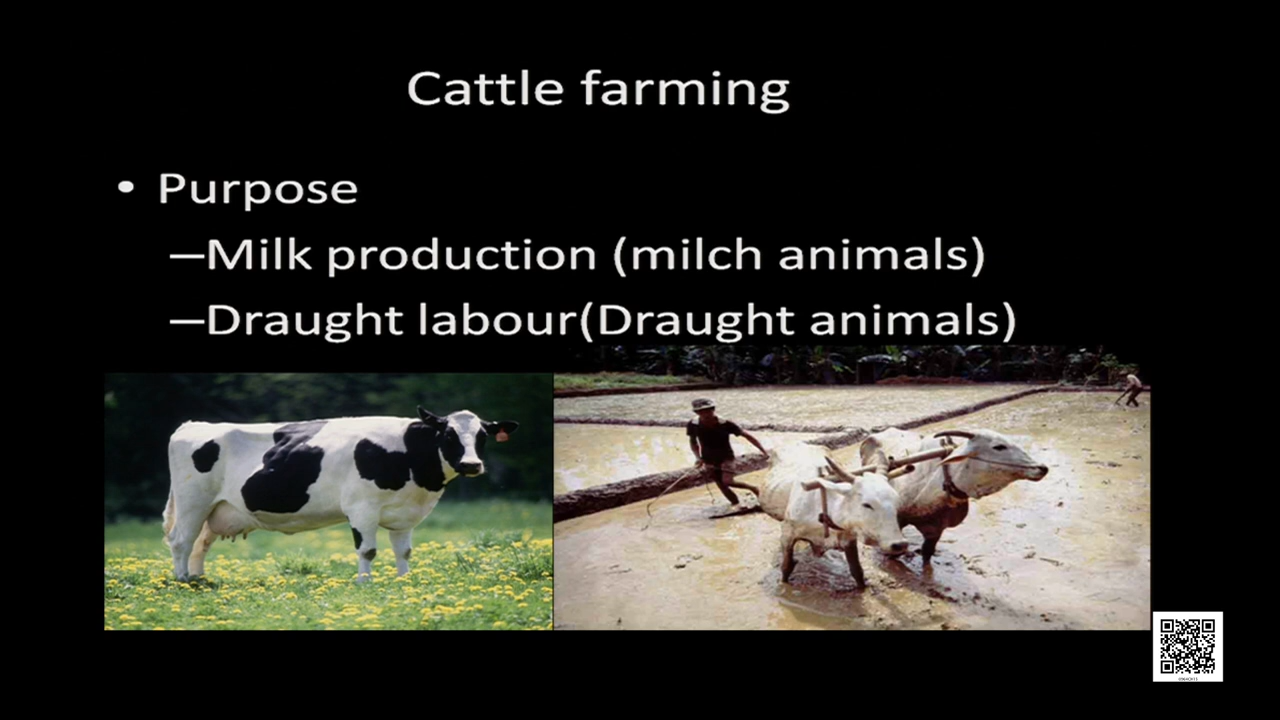 Cattle farming
• Purpose
–Milk production (milch animals)
–Draught labour(Draught animals)